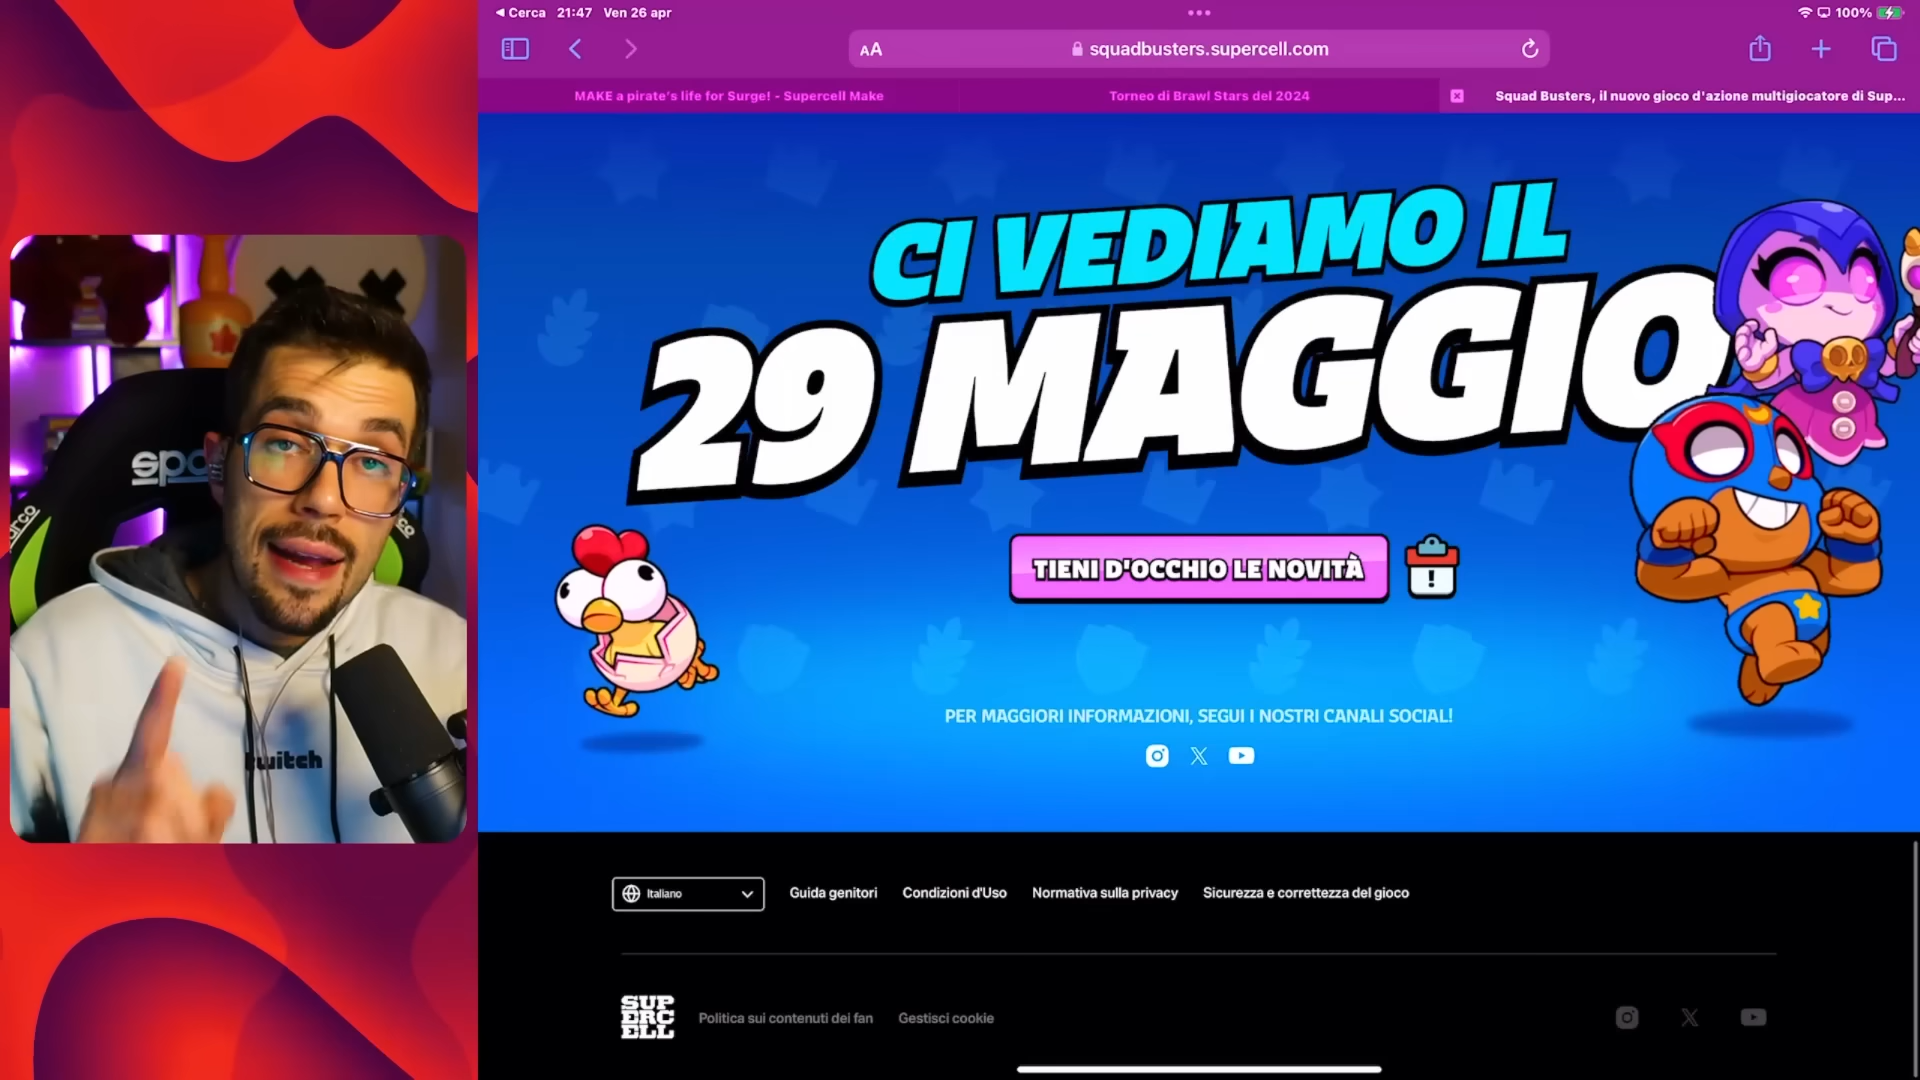 Cerca 21:47 Ven 26 apr
100%
AA
squadbusters.supercell.com
MAKE a pirate's life for Surge! - Supercell Make
Torneo di Brawl Stars del 2024
Squad Busters, il nuovo gioco d'azione multigiocatore di Sup...
CI VEDIAMO IL
29 MAGGIO
TIENI D'OCCHIO LE NOVITÀ
!
PER MAGGIORI INFORMAZIONI, SEGUI I NOSTRI CANALI SOCIAL!
twitch
Italiano
Guida genitori
Condizioni d'Uso
Normativa sulla privacy
Sicurezza e correttezza del gioco
SUP
ERC
ELL
Politica sui contenuti dei fan
Gestisci cookie